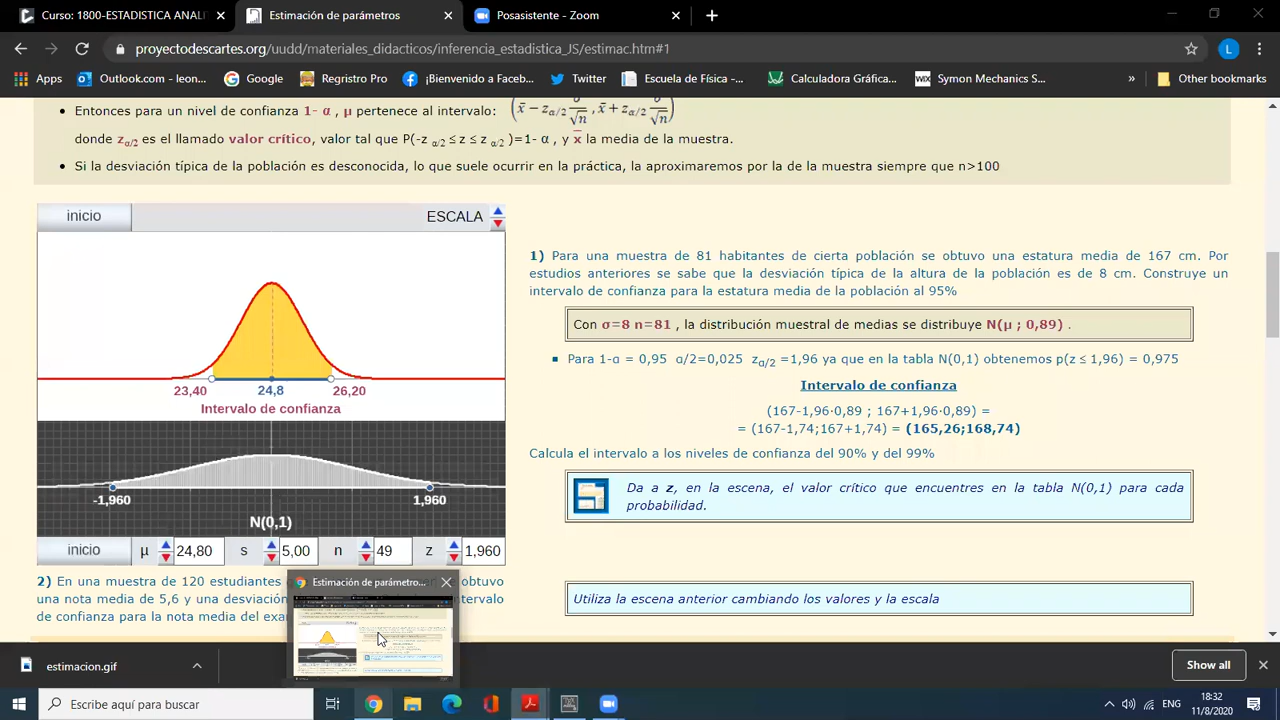 Curso: 1800-ESTADISTICA ANALÍ
Estimación de parámetros
Posasistencia - Zoom
proyectodescartes.org/uudd/materiales_didacticos/inferencia_estadistica_JS/estimac.htm#1
Apps
Outlook.com - leon...
Google
Registro Pro
¡Bienvenido a Faceb...
Twitter
Escuela de Física -...
Calculadora Gráfica...
WIX
Symon Mechanics S...
»
Other bookmarks
Entonces para un nivel de confianza 1- α , μ pertenece al intervalo: (x̄ − zα/2 σ/√n , x̄ + zα/2 σ/√n)
donde zα/2 es el llamado valor crítico, valor tal que P(-z α/2 ≤ z ≤ z α/2 )=1- α , y x̄ la media de la muestra.
Si la desviación típica de la población es desconocida, lo que suele ocurrir en la práctica, la aproximaremos por la de la muestra siempre que n>100
inicio
ESCALA
23,40
24,8
26,20
Intervalo de confianza
-1,960
1,960
N(0,1)
inicio
μ
24,80
s
5,00
n
49
z
1,960
1) Para una muestra de 81 habitantes de cierta población se obtuvo una estatura media de 167 cm. Por
estudios anteriores se sabe que la desviación típica de la altura de la población es de 8 cm. Construye un
intervalo de confianza para la estatura media de la población al 95%
Con σ=8 n=81 , la distribución muestral de medias se distribuye N(μ ; 0,89) .
Para 1-α = 0,95 α/2=0,025 zα/2 =1,96 ya que en la tabla N(0,1) obtenemos p(z ≤ 1,96) = 0,975
Intervalo de confianza
(167-1,96·0,89 ; 167+1,96·0,89) =
= (167-1,74;167+1,74) = (165,26;168,74)
Calcula el intervalo a los niveles de confianza del 90% y del 99%
Da a z, en la escena, el valor crítico que encuentres en la tabla N(0,1) para cada
probabilidad.
2) En una muestra de 120 estudiantes
obtuvo
una nota media de 5,6 y una desviación
intervalo
de confianza para la nota media del
Estimación de parámetro...
los valores y la escala
estimacion
Show all
Escribe aquí para buscar
ENG
18:32
11/8/2020